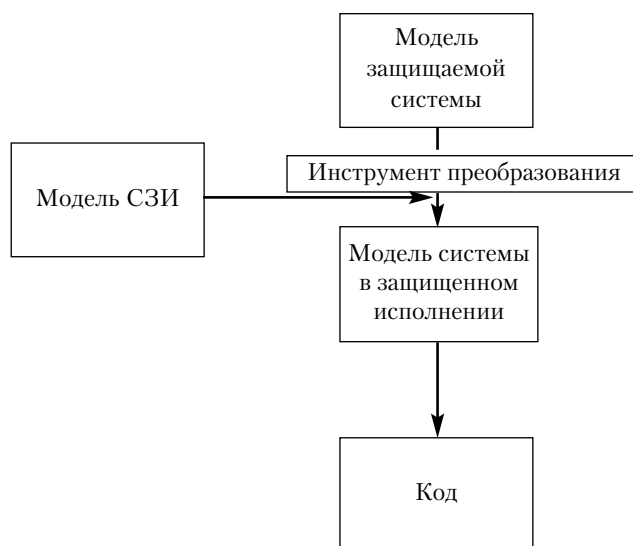 Модель
защищаемой
системы
Инструмент преобразования
Модель СЗИ
Модель системы
в защищенном
исполнении
Код